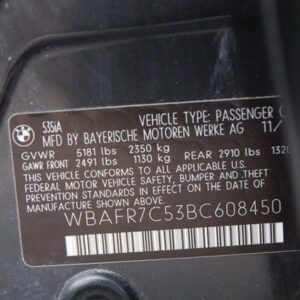 BMW
535iA
VEHICLE TYPE: PASSENGER
MFD BY BAYERISCHE MOTOREN WERKE AG 11/
GVWR 5181 lbs 2350 kg
GAWR FRONT 2491 lbs 1130 kg REAR 2910 lbs 1320
THIS VEHICLE CONFORMS TO ALL APPLICABLE
FEDERAL MOTOR VEHICLE SAFETY, BUMPER AND THEFT
PREVENTION STANDARDS IN EFFECT ON THE DATE OF
MANUFACTURE SHOWN ABOVE.
WBAFR7C53BC608450